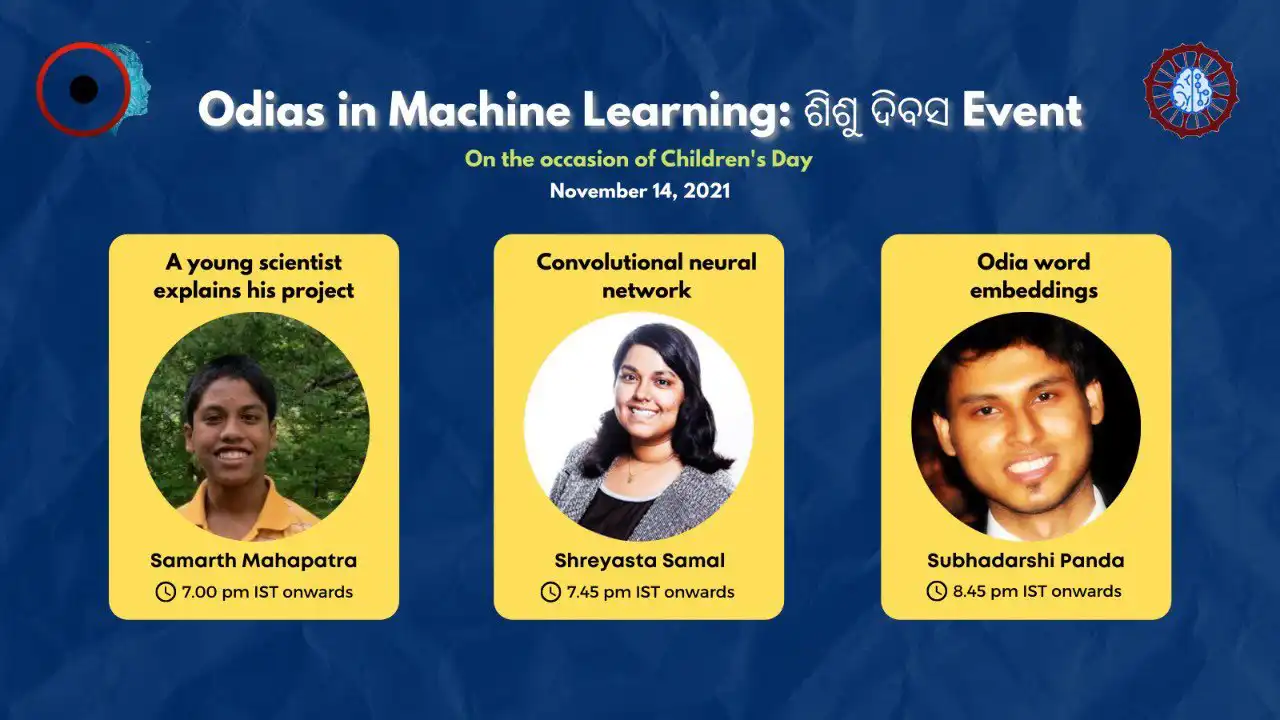 Odias in Machine Learning: ଶିଶୁ ଦିବସ Event
On the occasion of Children's Day
November 14, 2021
A young scientist
explains his project
Samarth Mahapatra
7.00 pm IST onwards
Convolutional neural
network
Shreyasta Samal
7.45 pm IST onwards
Odia word
embeddings
Subhadarshi Panda
8.45 pm IST onwards